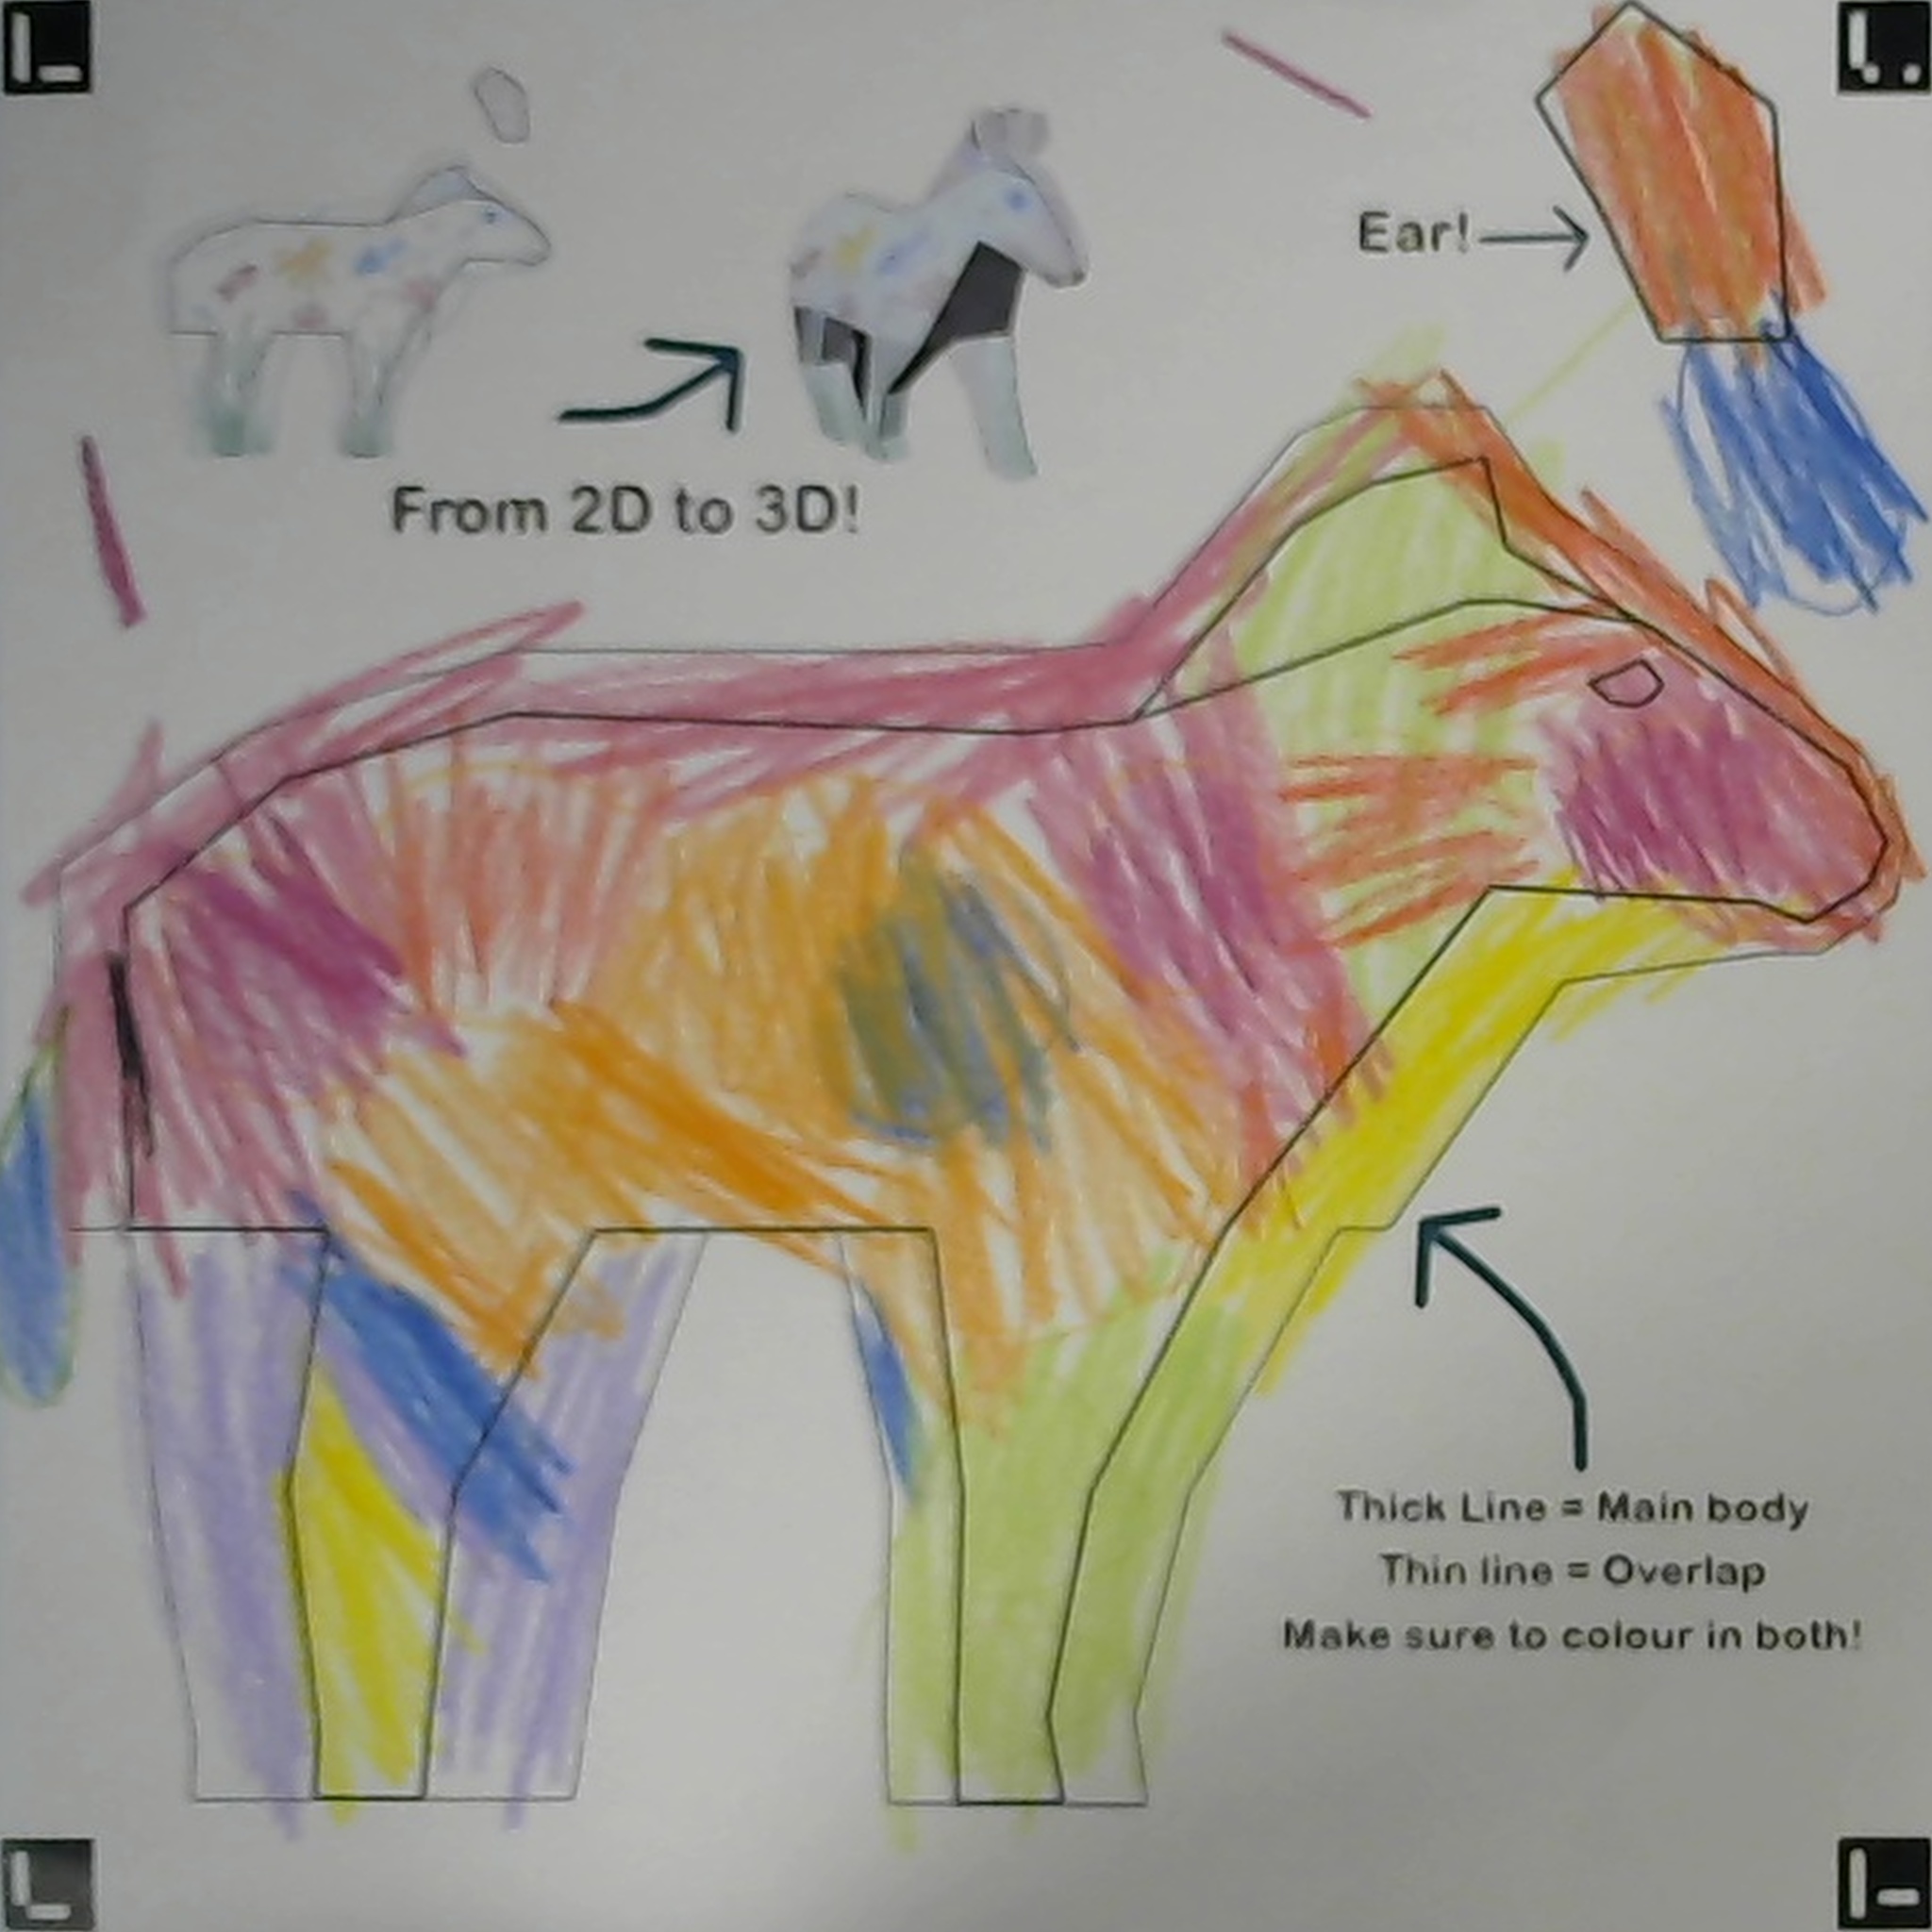 Ear!
From 2D to 3D!
Thick Line = Main body
Thin line = Overlap
Make sure to colour in both!